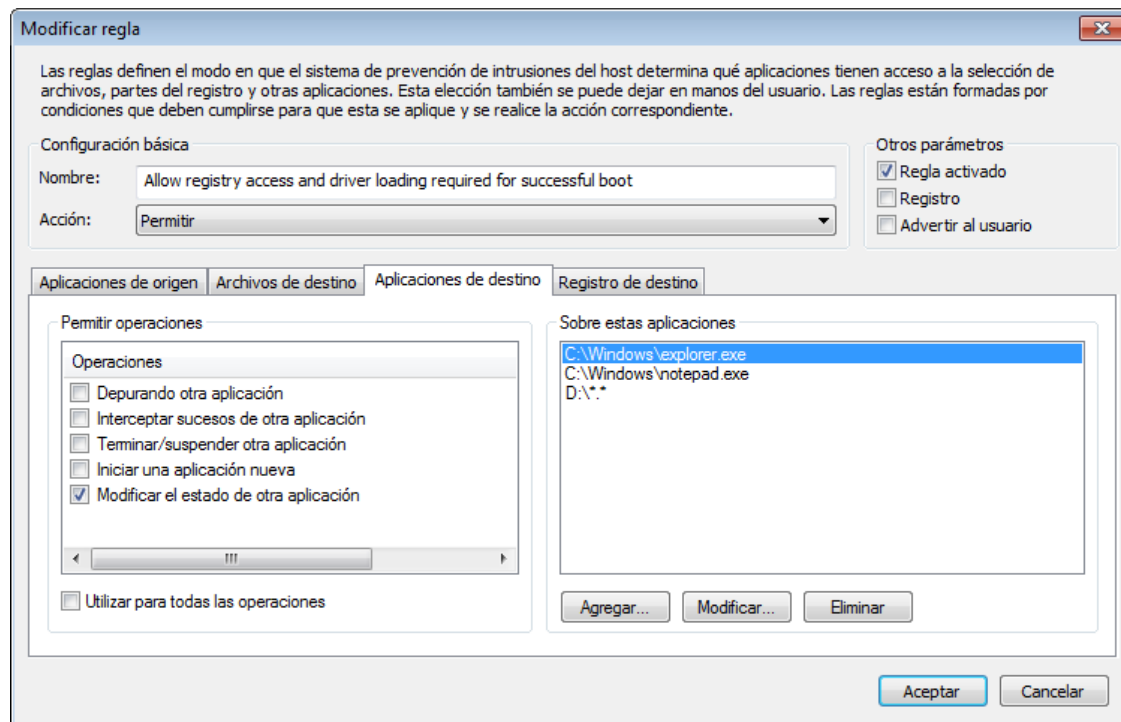 Modificar regla
Las reglas definen el modo en que el sistema de prevención de intrusiones del host determina qué aplicaciones tienen acceso a la selección de
archivos, partes del registro y otras aplicaciones. Esta elección también se puede dejar en manos del usuario. Las reglas están formadas por
condiciones que deben cumplirse para que esta se aplique y se realice la acción correspondiente.
Configuración básica
Nombre: Allow registry access and driver loading required for successful boot
Acción: Permitir
Otros parámetros
Regla activado
Registro
Advertir al usuario
Aplicaciones de origen Archivos de destino Aplicaciones de destino Registro de destino
Permitir operaciones
Operaciones
Depurando otra aplicación
Interceptar sucesos de otra aplicación
Terminar/suspender otra aplicación
Iniciar una aplicación nueva
Modificar el estado de otra aplicación
Utilizar para todas las operaciones
Sobre estas aplicaciones
C:\Windows\explorer.exe
C:\Windows\notepad.exe
D:\*.*
Agregar... Modificar... Eliminar
Aceptar Cancelar